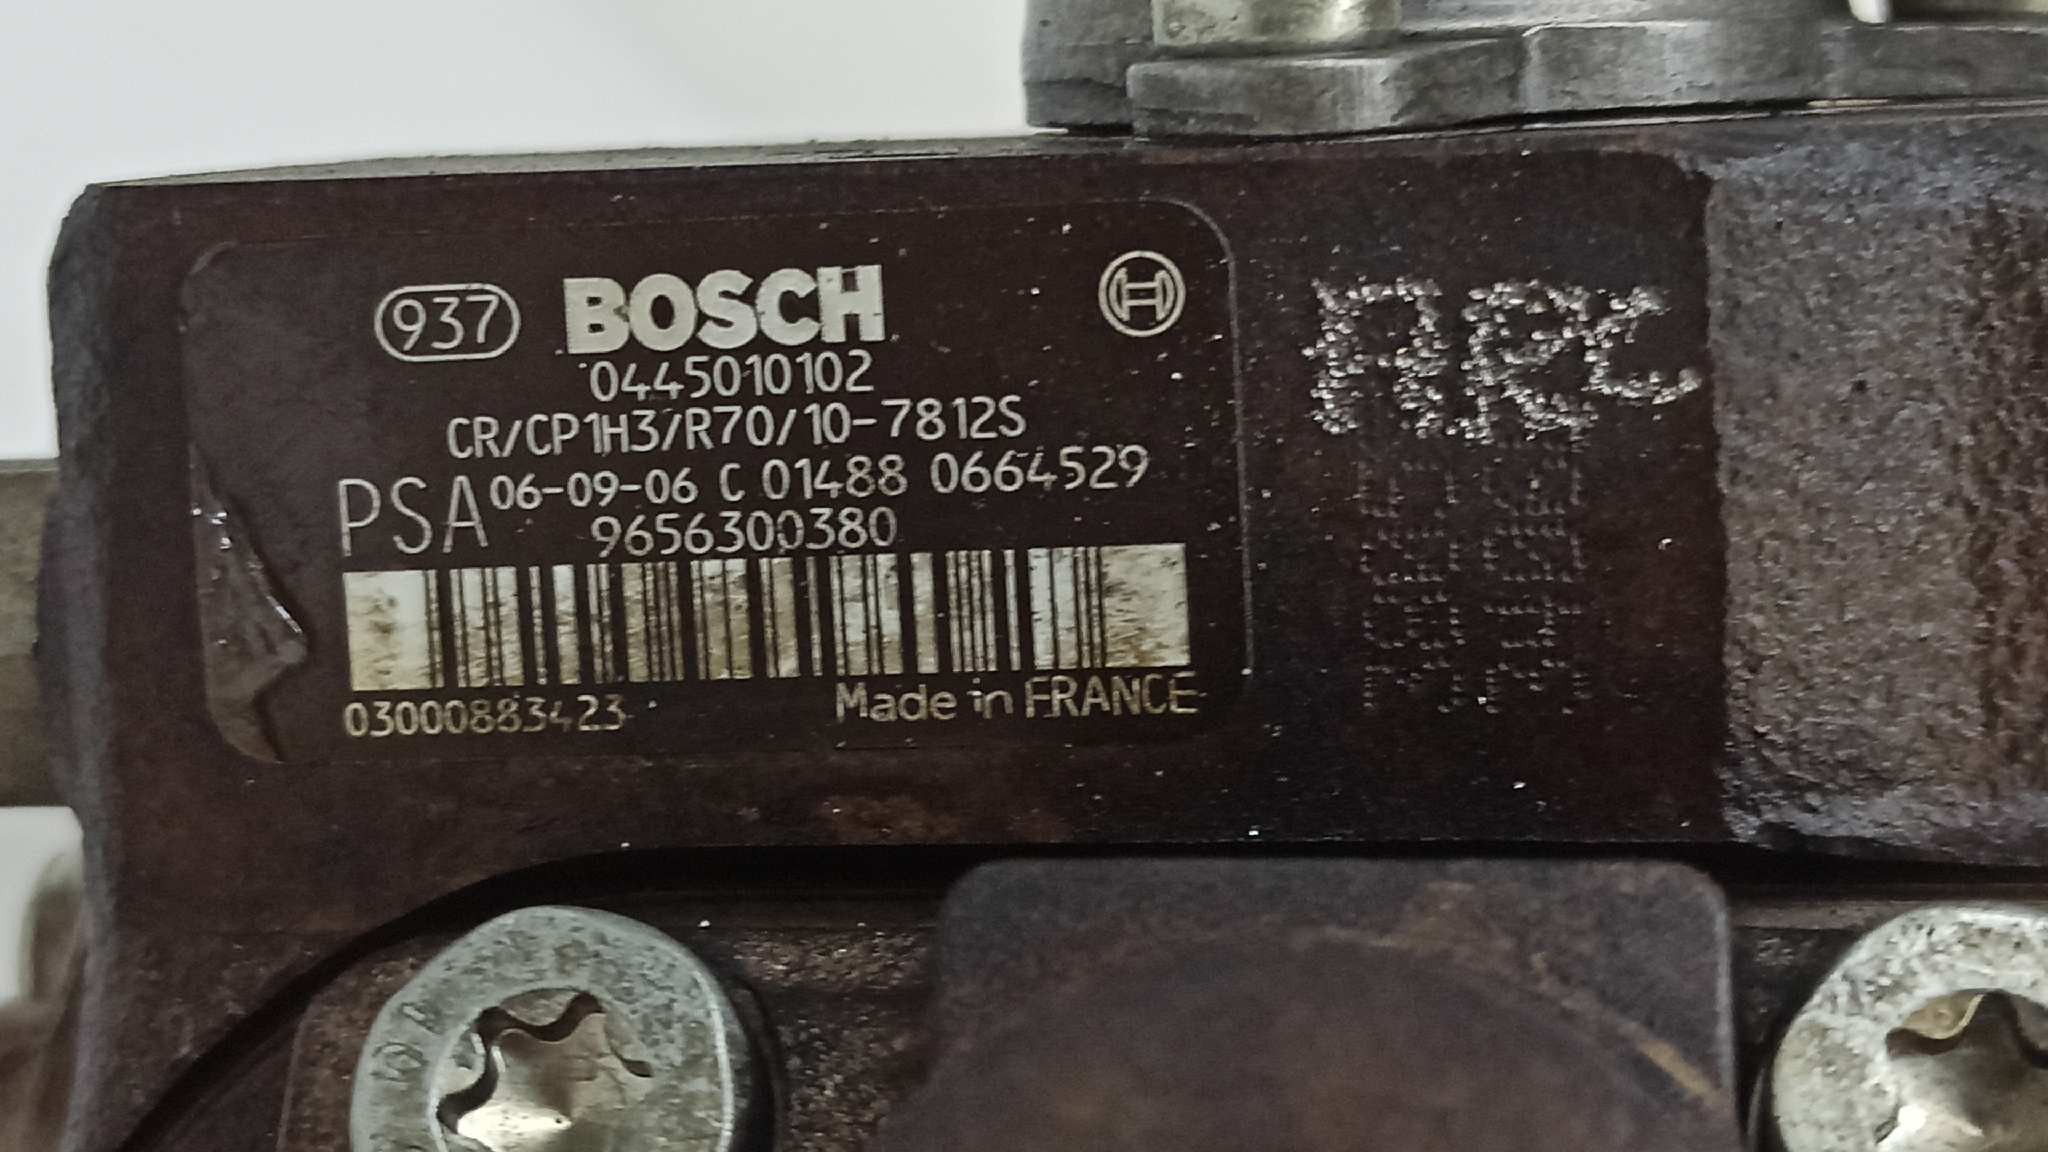 937 BOSCH
0445010102
CR/CP1H3/R70/10-7812S
PSA 06-09-06 C 01488 0664529
9656300380
03000883423 Made in FRANCE